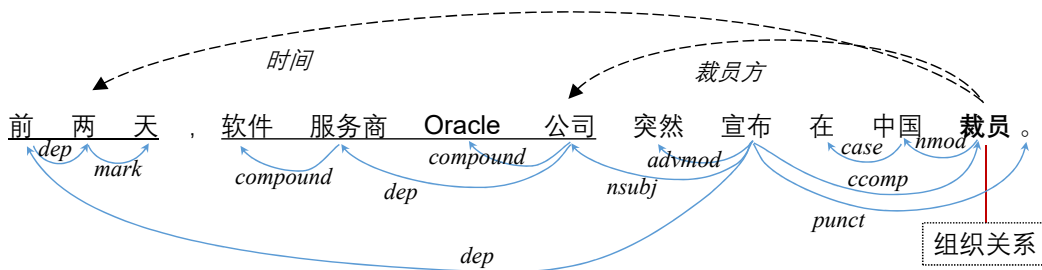 时间 裁员方
前 两 天 , 软件 服务商 Oracle 公司 突然 宣布 在 中国 裁员 。
dep mark compound dep compound nsubj advmod case nmod ccomp punct
dep
组织关系